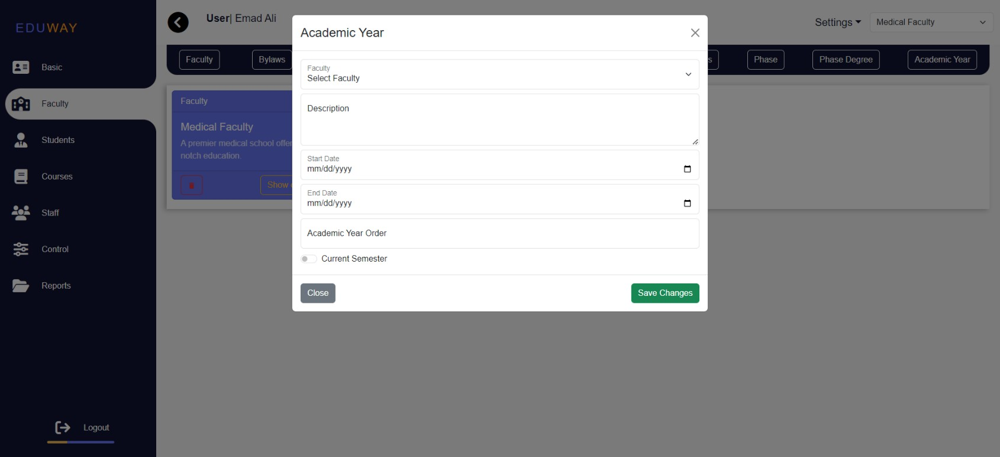 EDUWAY
Basic
Faculty
Students
Courses
Staff
Control
Reports
Logout
User| Emad Ali
Settings
Medical Faculty
Faculty
Bylaws
Phase
Phase Degree
Academic Year
Faculty
Medical Faculty
A premier medical school
notch education.
Show
Academic Year
Faculty
Select Faculty
Description
Start Date
mm/dd/yyyy
End Date
mm/dd/yyyy
Academic Year Order
Current Semester
Close
Save Changes